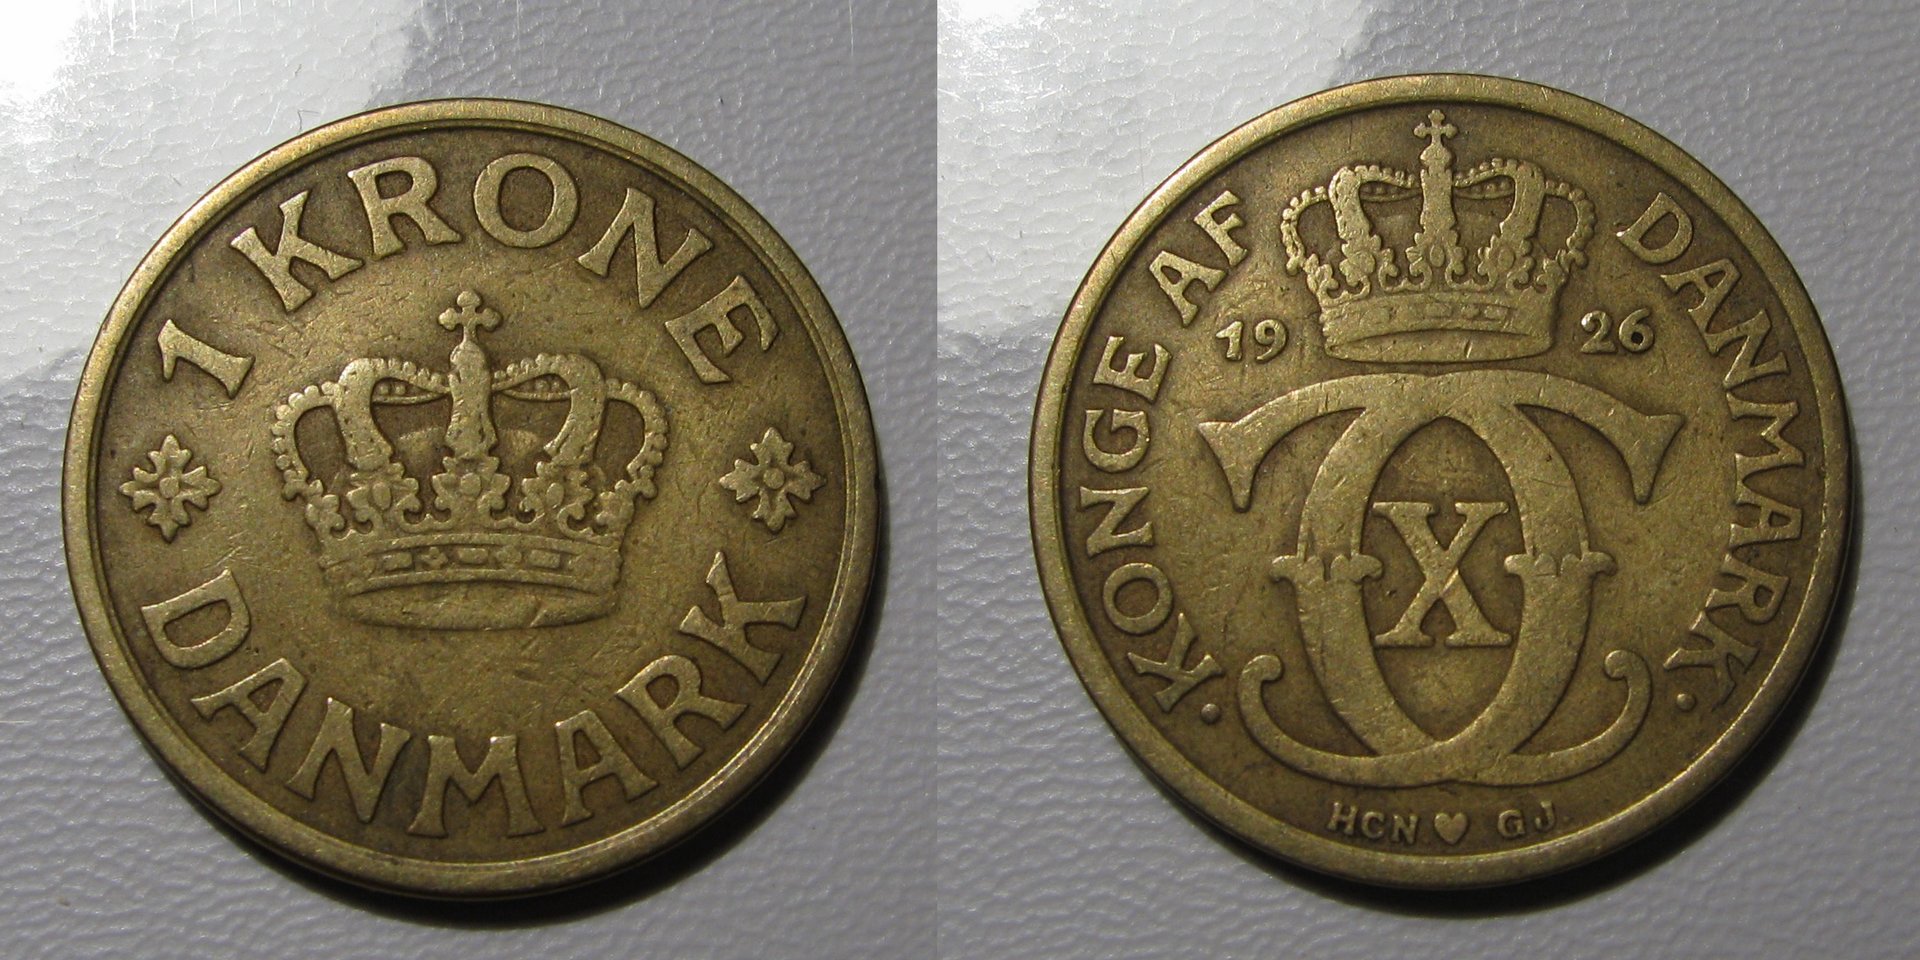 1 KRONE
DANMARK
· KONGE AF DANMARK ·
19 26
X
HCN ♥ GJ.